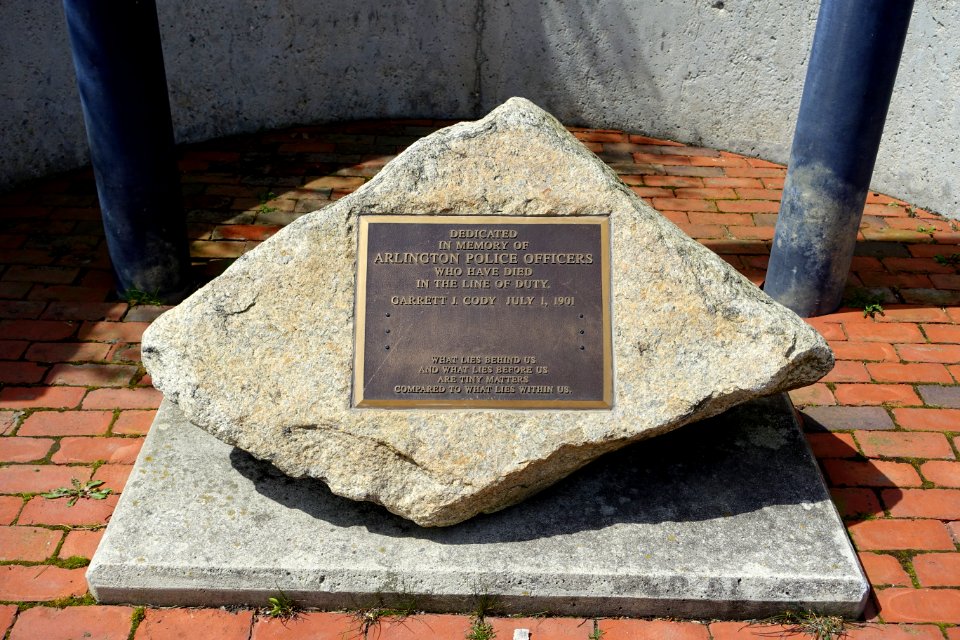 DEDICATED
IN MEMORY OF
ARLINGTON POLICE OFFICERS
WHO HAVE DIED
IN THE LINE OF DUTY.
GARRETT J. CODY JULY 1, 1901
WHAT LIES BEHIND US
AND WHAT LIES BEFORE US
ARE TINY MATTERS
COMPARED TO WHAT LIES WITHIN US.